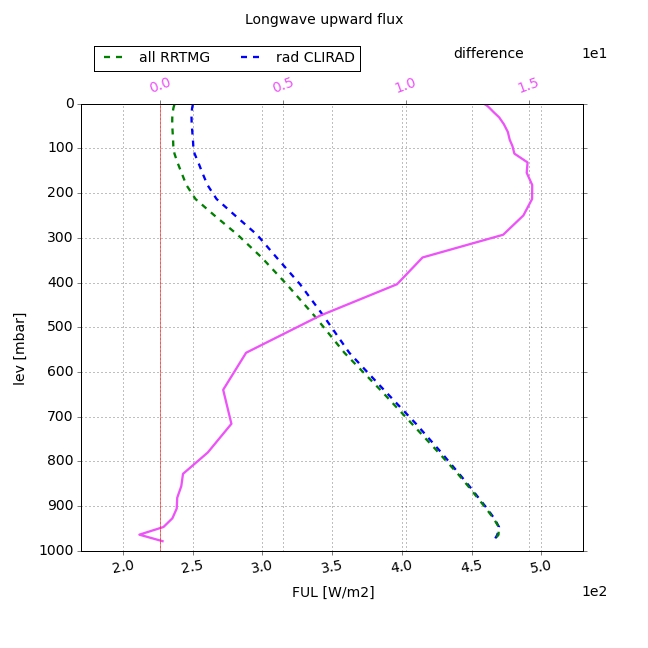 Longwave upward flux
all RRTMG
rad CLIRAD
difference
1e1
0.0 0.5 1.0 1.5
0
100
200
300
400
500
600
700
800
900
1000
lev [mbar]
2.0 2.5 3.0 3.5 4.0 4.5 5.0
FUL [W/m2]
1e2